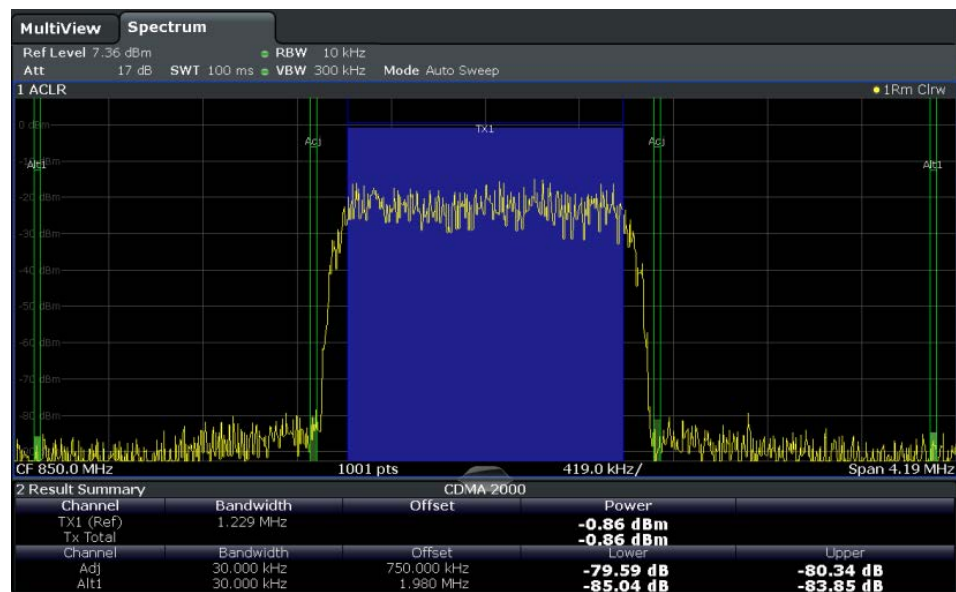 MultiView Spectrum
Ref Level 7.36 dBm RBW 10 kHz
Att 17 dB SWT 100 ms VBW 300 kHz Mode Auto Sweep
1 ACLR 1Rm Clrw
0 dBm
TX1
Adj Adj
Alt1 Alt1
-20 dBm
-30 dBm
-40 dBm
-50 dBm
-60 dBm
-70 dBm
-80 dBm
CF 850.0 MHz 1001 pts 419.0 kHz/ Span 4.19 MHz
2 Result Summary CDMA 2000
Channel Bandwidth Offset Power
TX1 (Ref) 1.229 MHz -0.86 dBm
Tx Total -0.86 dBm
Channel Bandwidth Offset Lower Upper
Adj 30.000 kHz 750.000 kHz -79.59 dB -80.34 dB
Alt1 30.000 kHz 1.980 MHz -85.04 dB -83.85 dB